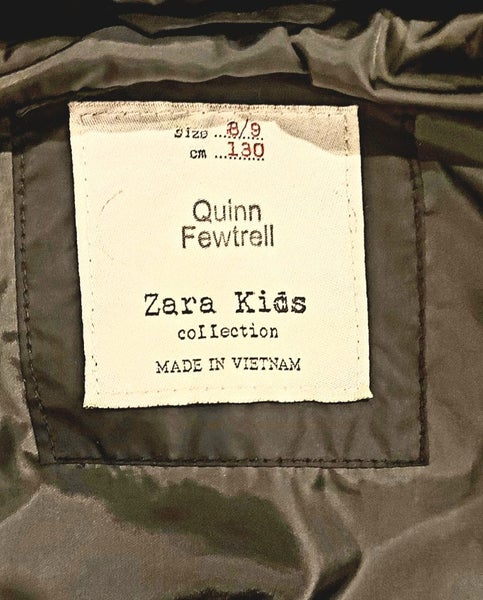 Size ...8/9
cm ...130
Quinn
Fewtrell
Zara Kids
collection
MADE IN VIETNAM